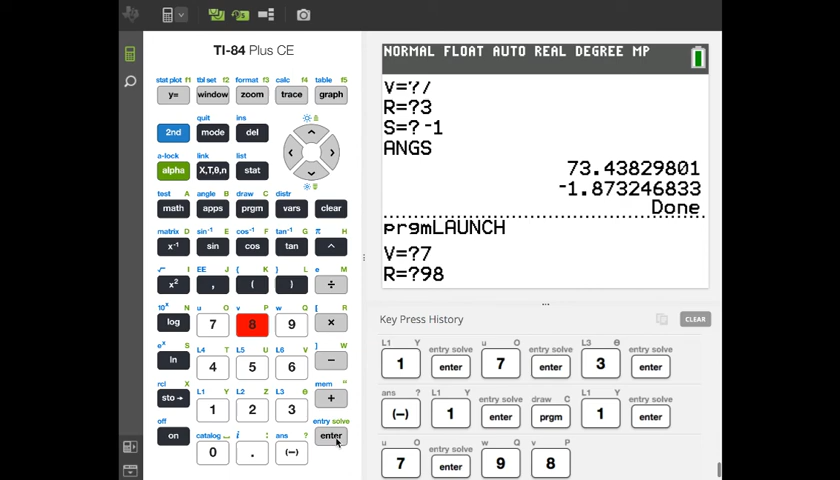 TI-84 Plus CE
stat plot f1 tbl set f2 format f3 calc f4 table f5
y= window zoom trace graph
quit ins
2nd mode del
a-lock link list
alpha X,T,θ,n stat
test A angle B draw C distr
math apps prgm vars clear
matrix D sin⁻¹ E cos⁻¹ F tan⁻¹ G π H
x⁻¹ sin cos tan ^
√ I EE J { K } L e M
x² , ( ) ÷
10ˣ N u O v P w Q [ R
log 7 8 9 ×
eˣ S L4 T L5 U L6 V ] W
ln 4 5 6 −
rcl X L1 Y L2 Z L3 θ mem "
sto→ 1 2 3 +
off catalog ⎵ i : ans ? entry solve
on 0 . (−) enter
NORMAL FLOAT AUTO REAL DEGREE MP
V=?7
R=?3
S=?-1
ANGS
73.43829801
-1.873246833
Done
prgmLAUNCH
V=?7
R=?98
Key Press History
CLEAR
L1 Y entry solve u O entry solve L3 θ entry solve
1 enter 7 enter 3 enter
ans ? L1 Y entry solve draw C L1 Y entry solve
(−) 1 enter prgm 1 enter
u O entry solve w Q v P
7 enter 9 8